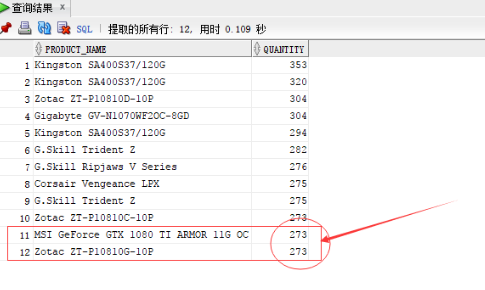 查询结果 x
SQL | 提取的所有行: 12, 用时 0.109 秒
PRODUCT_NAME QUANTITY
1 Kingston SA400S37/120G 353
2 Kingston SA400S37/120G 320
3 Zotac ZT-P10810D-10P 304
4 Gigabyte GV-N1070WF2OC-8GD 304
5 Kingston SA400S37/120G 294
6 G.Skill Trident Z 282
7 G.Skill Ripjaws V Series 276
8 Corsair Vengeance LPX 275
9 G.Skill Trident Z 275
10 Zotac ZT-P10810C-10P 273
11 MSI GeForce GTX 1080 TI ARMOR 11G OC 273
12 Zotac ZT-P10810G-10P 273